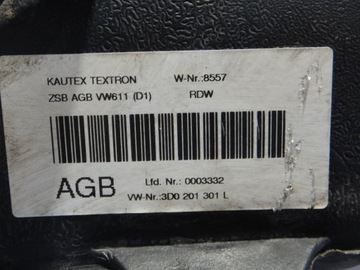 KAUTEX TEXTRON W-Nr.:8557
ZSB AGB VW611 (D1) RDW
AGB Lfd. Nr.: 0003332
VW-Nr.:3D0 201 301 L